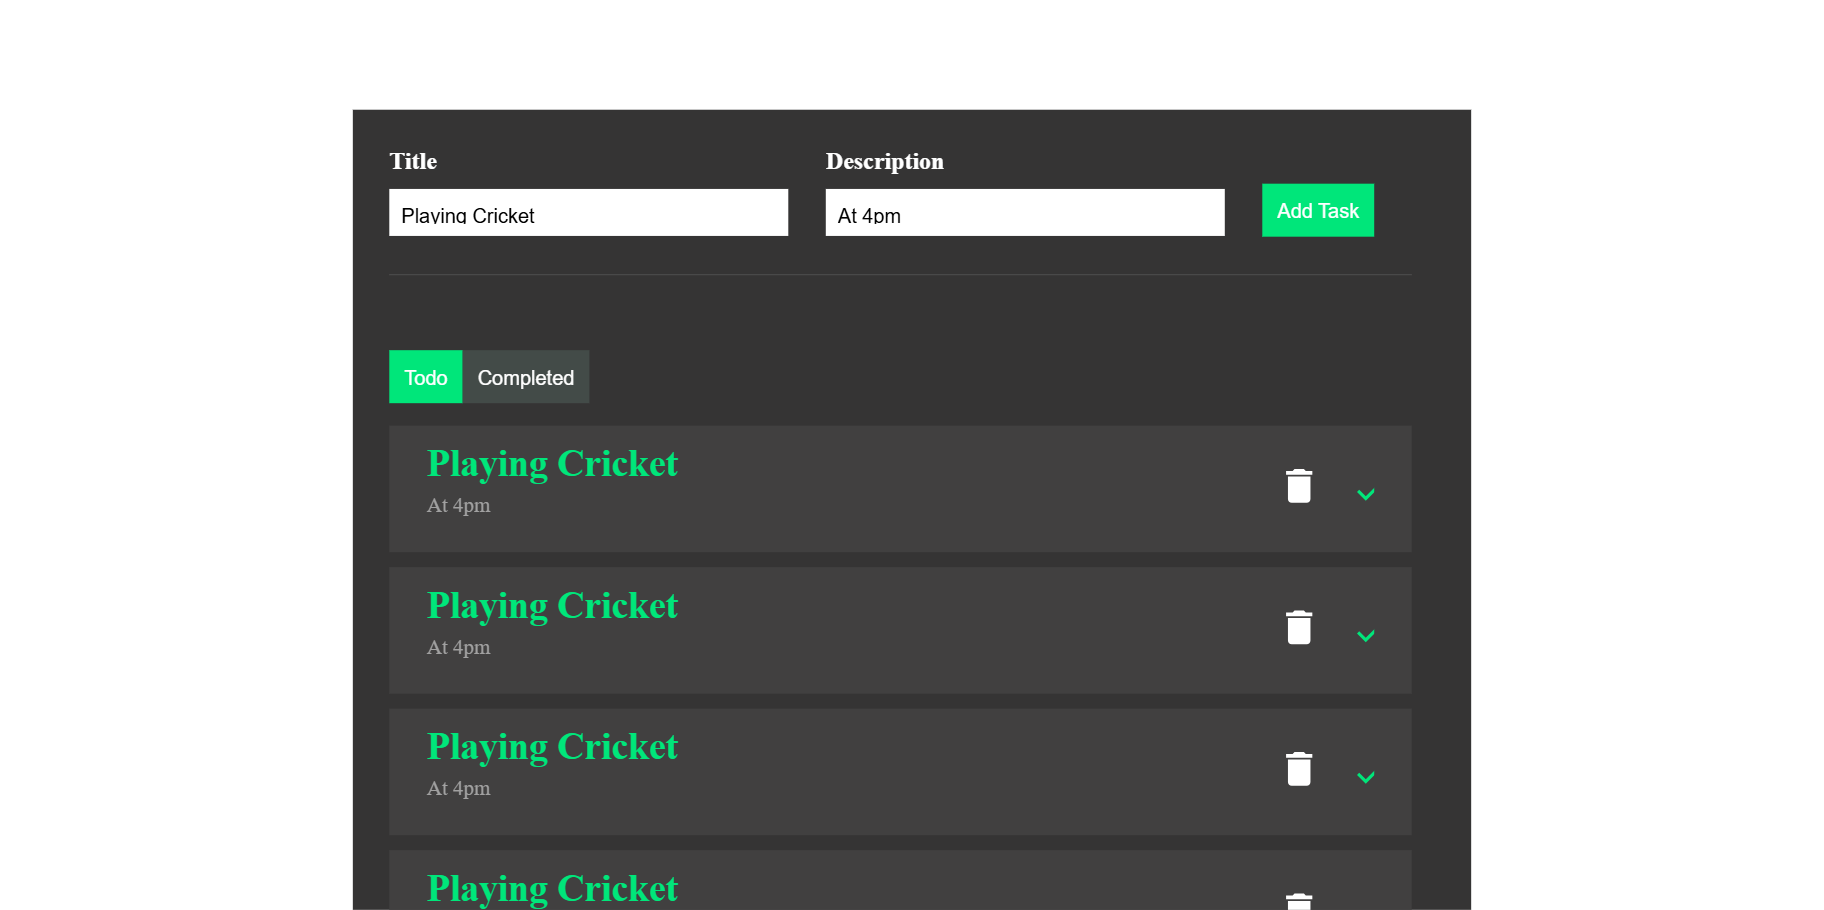 Title Description
Playing Cricket At 4pm Add Task
Todo Completed
Playing Cricket
At 4pm
Playing Cricket
At 4pm
Playing Cricket
At 4pm
Playing Cricket